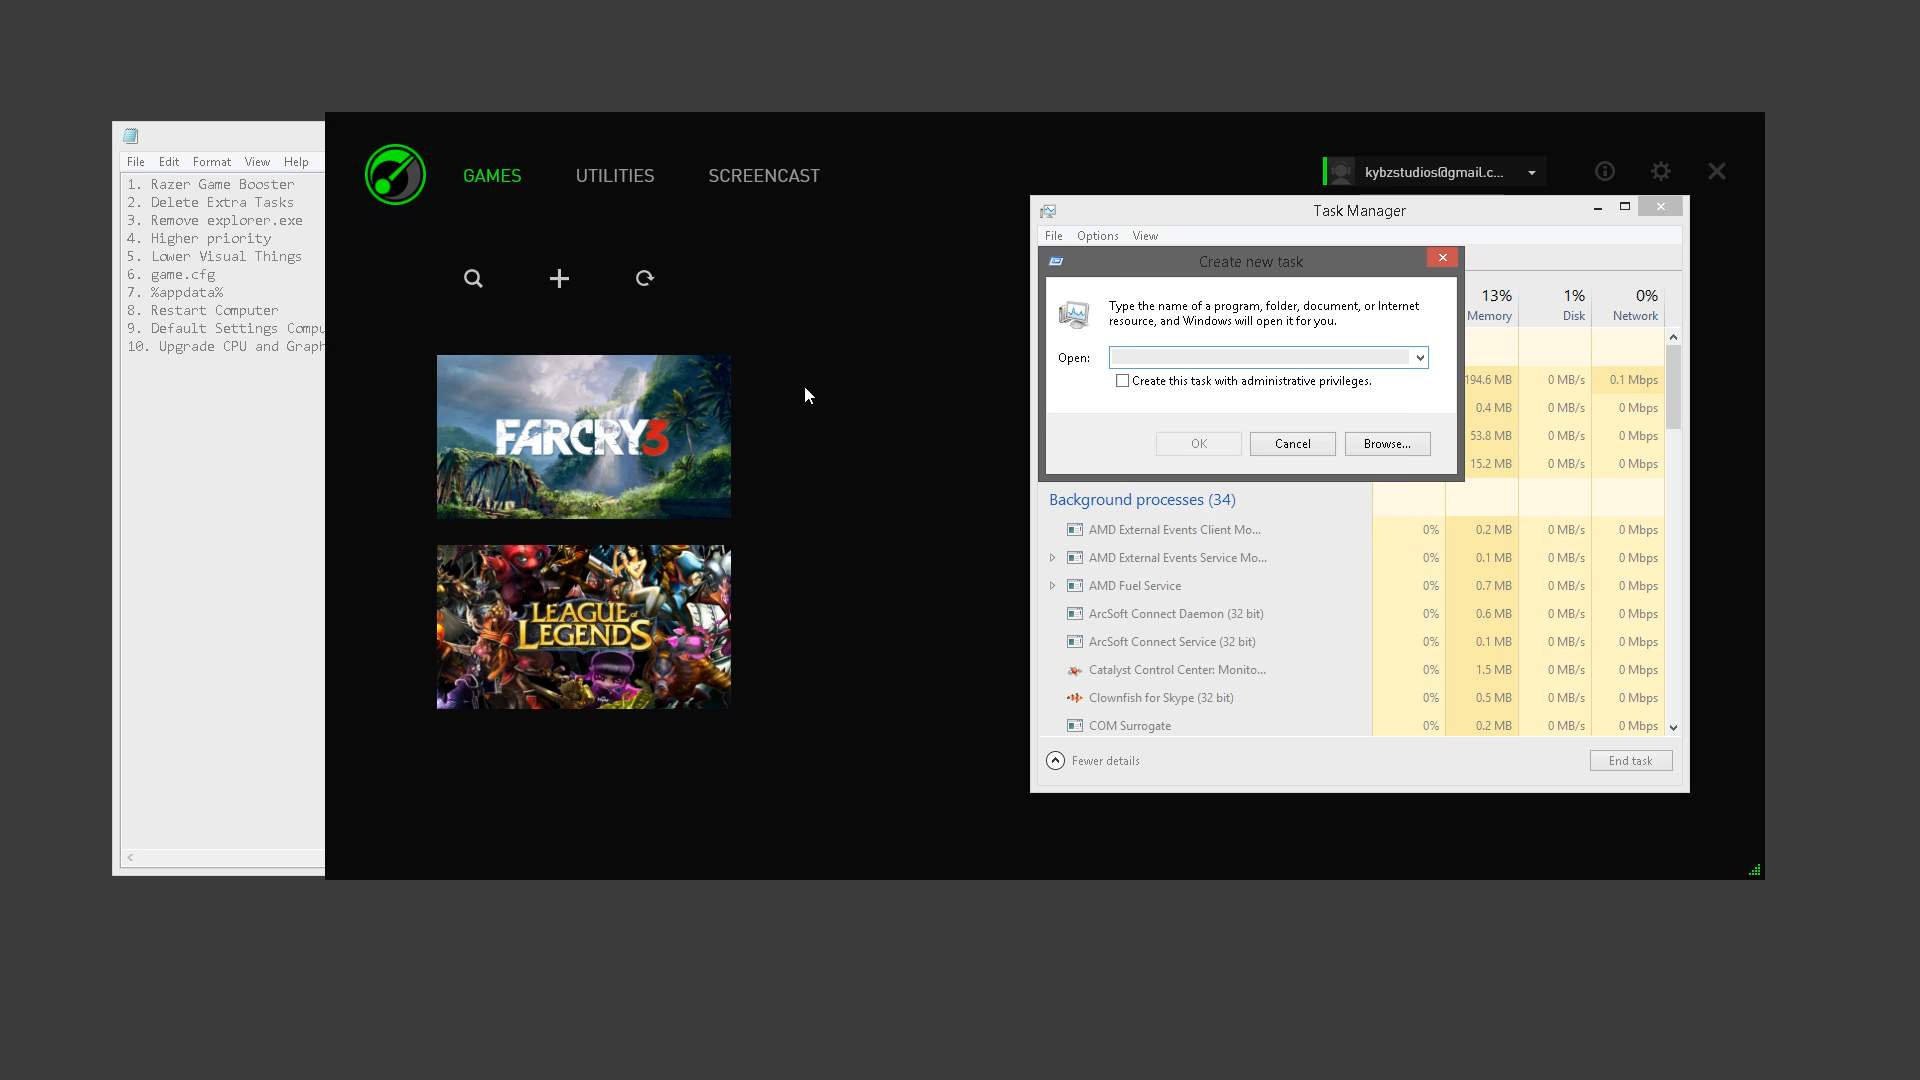 File Edit Format View Help
1. Razer Game Booster
2. Delete Extra Tasks
3. Remove explorer.exe
4. Higher priority
5. Lower Visual Things
6. game.cfg
7. %appdata%
8. Restart Computer
9. Default Settings Compu
10. Upgrade CPU and Graph
GAMES UTILITIES SCREENCAST
kybzstudios@gmail.c...
FARCRY3
LEAGUE of
LEGENDS
Task Manager
File Options View
Create new task
Type the name of a program, folder, document, or Internet
resource, and Windows will open it for you.
Open:
Create this task with administrative privileges.
OK Cancel Browse...
13% 1% 0%
Memory Disk Network
194.6 MB 0 MB/s 0.1 Mbps
0.4 MB 0 MB/s 0 Mbps
53.8 MB 0 MB/s 0 Mbps
15.2 MB 0 MB/s 0 Mbps
Background processes (34)
AMD External Events Client Mo... 0% 0.2 MB 0 MB/s 0 Mbps
AMD External Events Service Mo... 0% 0.1 MB 0 MB/s 0 Mbps
AMD Fuel Service 0% 0.7 MB 0 MB/s 0 Mbps
ArcSoft Connect Daemon (32 bit) 0% 0.6 MB 0 MB/s 0 Mbps
ArcSoft Connect Service (32 bit) 0% 0.1 MB 0 MB/s 0 Mbps
Catalyst Control Center: Monito... 0% 1.5 MB 0 MB/s 0 Mbps
Clownfish for Skype (32 bit) 0% 0.5 MB 0 MB/s 0 Mbps
COM Surrogate 0% 0.2 MB 0 MB/s 0 Mbps
Fewer details
End task